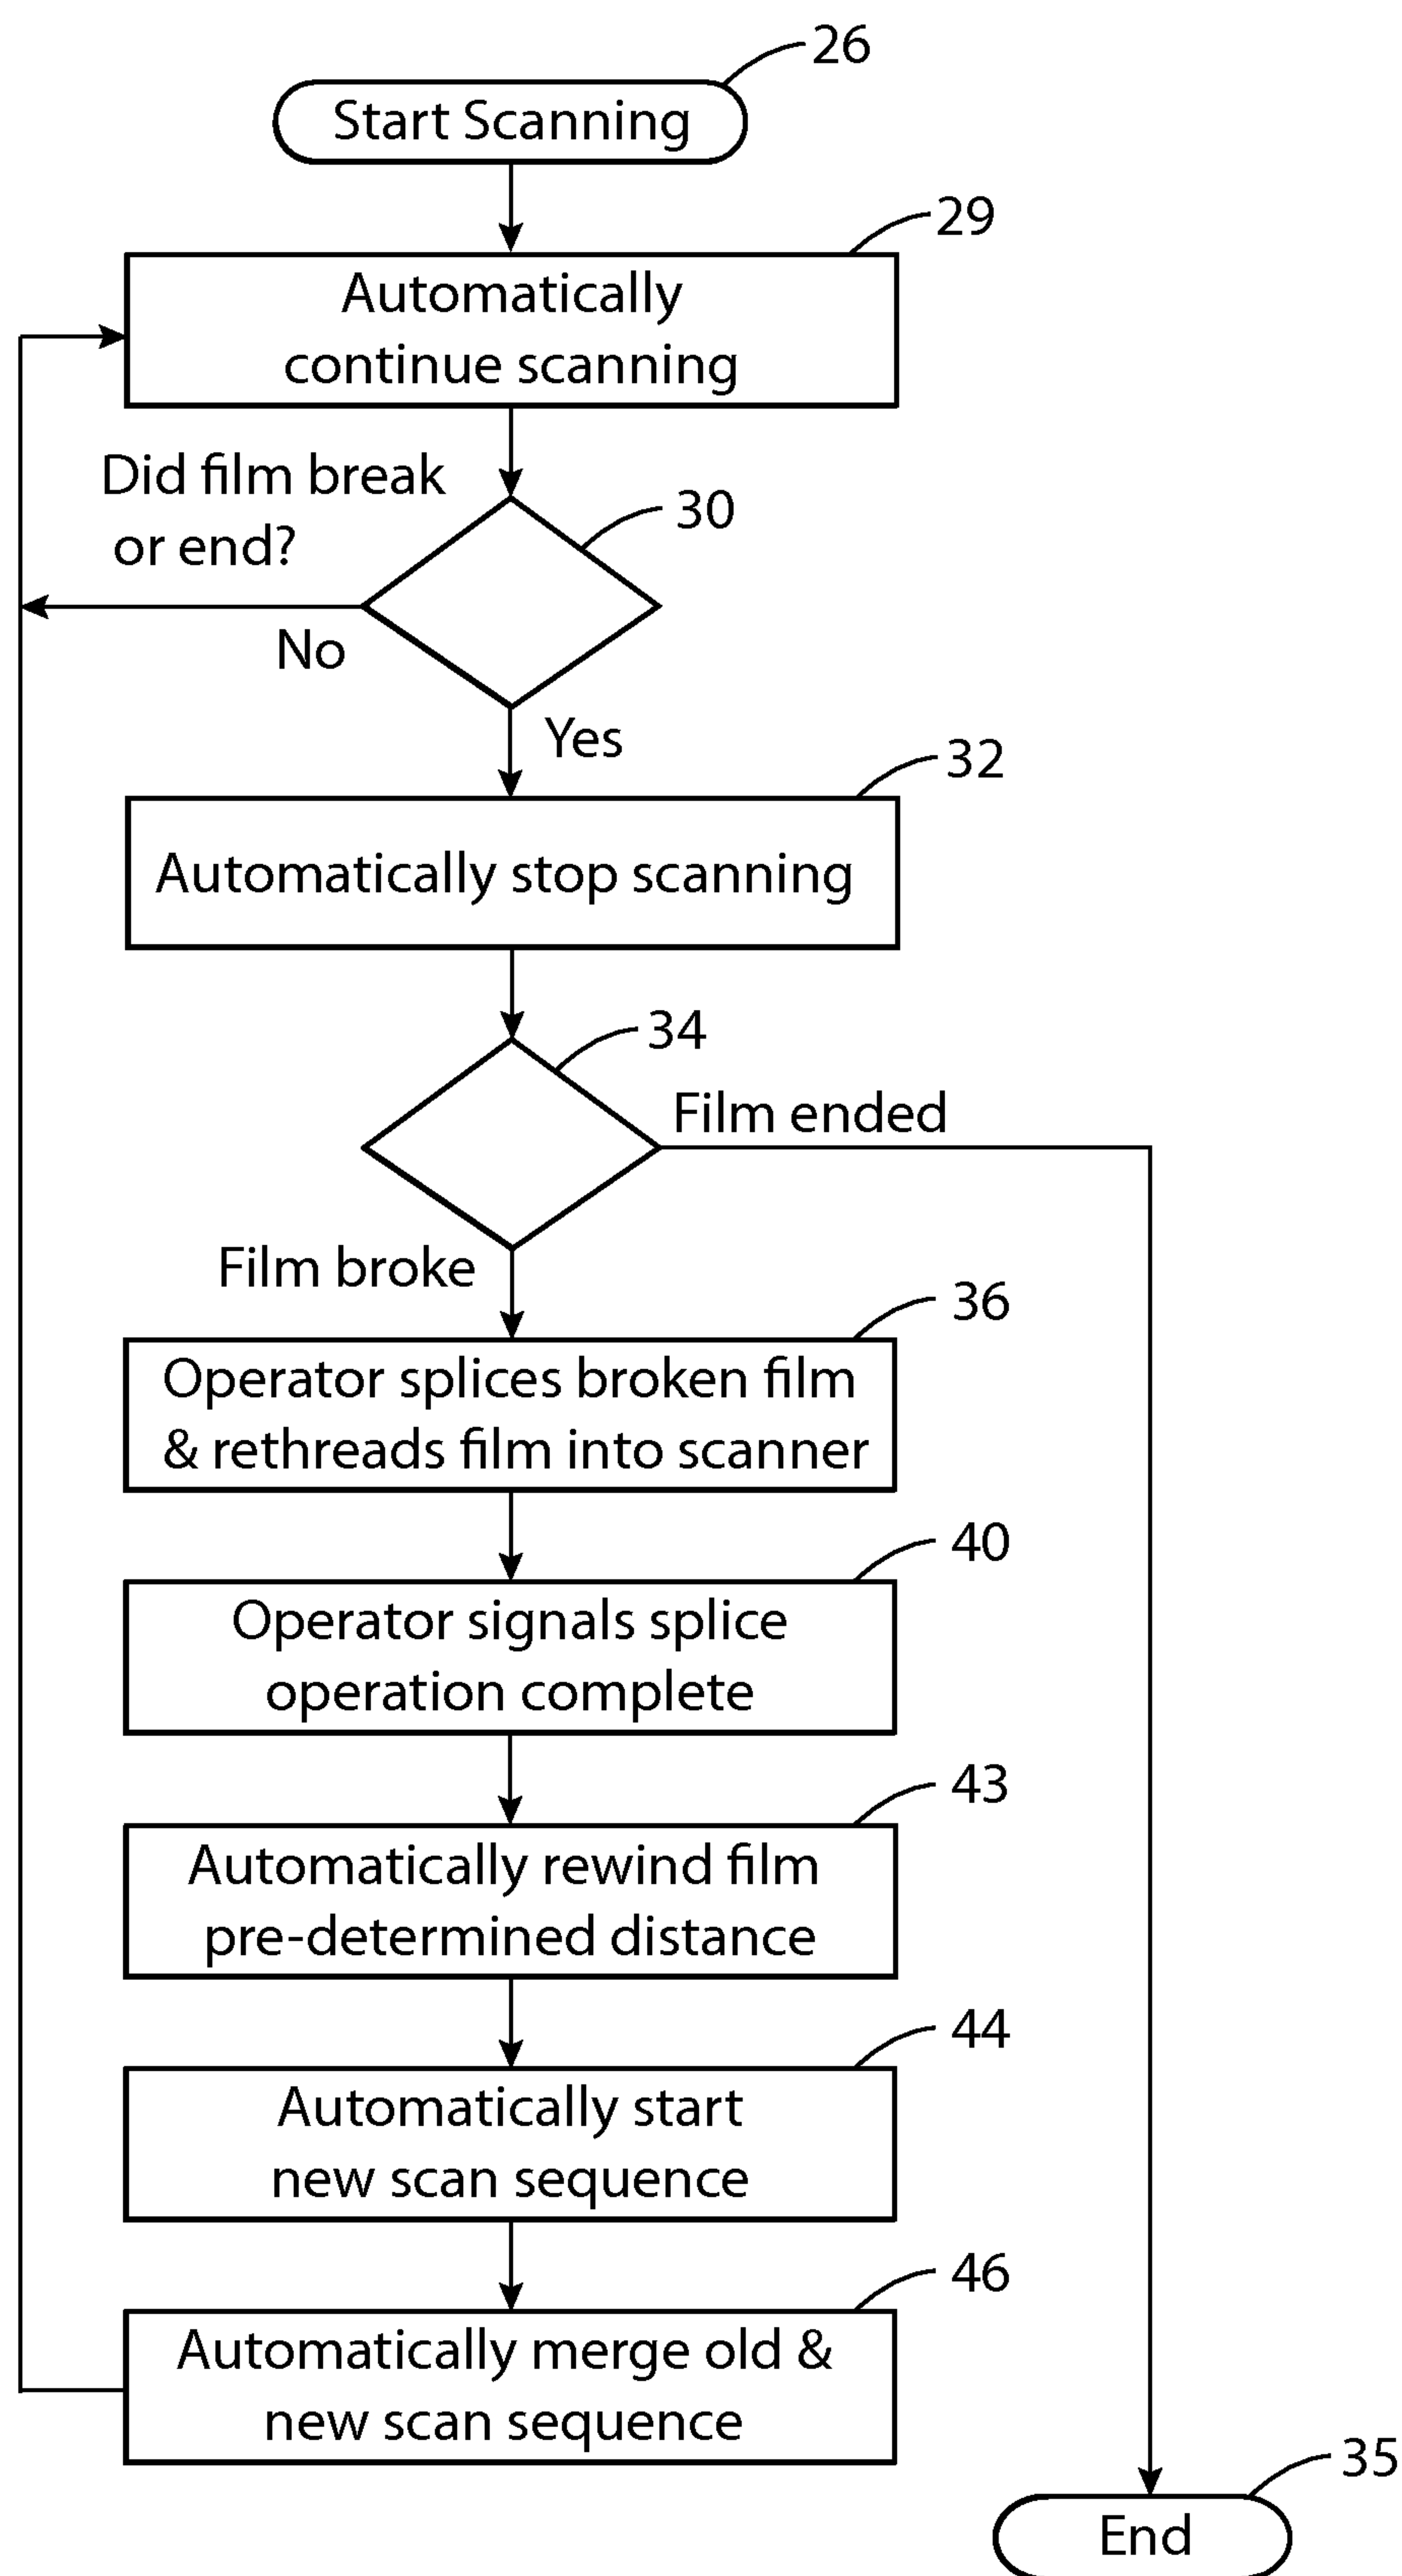 26
Start Scanning
29
Automatically
continue scanning
Did film break
or end?
30
No
Yes
32
Automatically stop scanning
34
Film ended
Film broke
36
Operator splices broken film
& rethreads film into scanner
40
Operator signals splice
operation complete
43
Automatically rewind film
pre-determined distance
44
Automatically start
new scan sequence
46
Automatically merge old &
new scan sequence
35
End